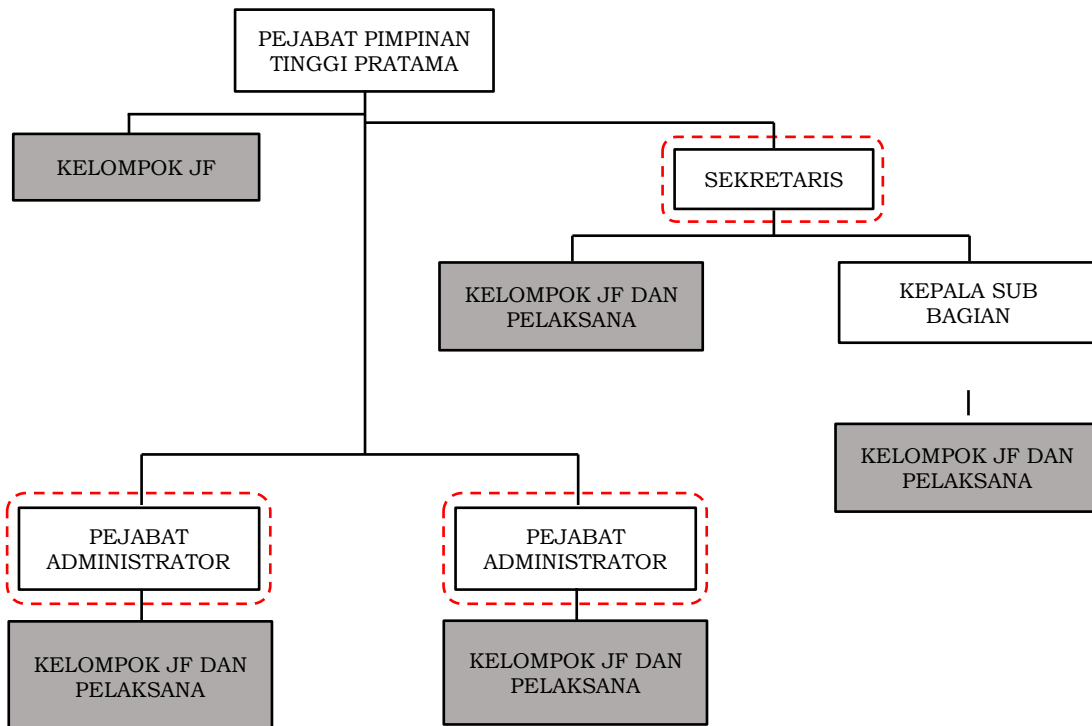 PEJABAT PIMPINAN
TINGGI PRATAMA
KELOMPOK JF
SEKRETARIS
KELOMPOK JF DAN
PELAKSANA
KEPALA SUB
BAGIAN
KELOMPOK JF DAN
PELAKSANA
PEJABAT
ADMINISTRATOR
PEJABAT
ADMINISTRATOR
KELOMPOK JF DAN
PELAKSANA
KELOMPOK JF DAN
PELAKSANA